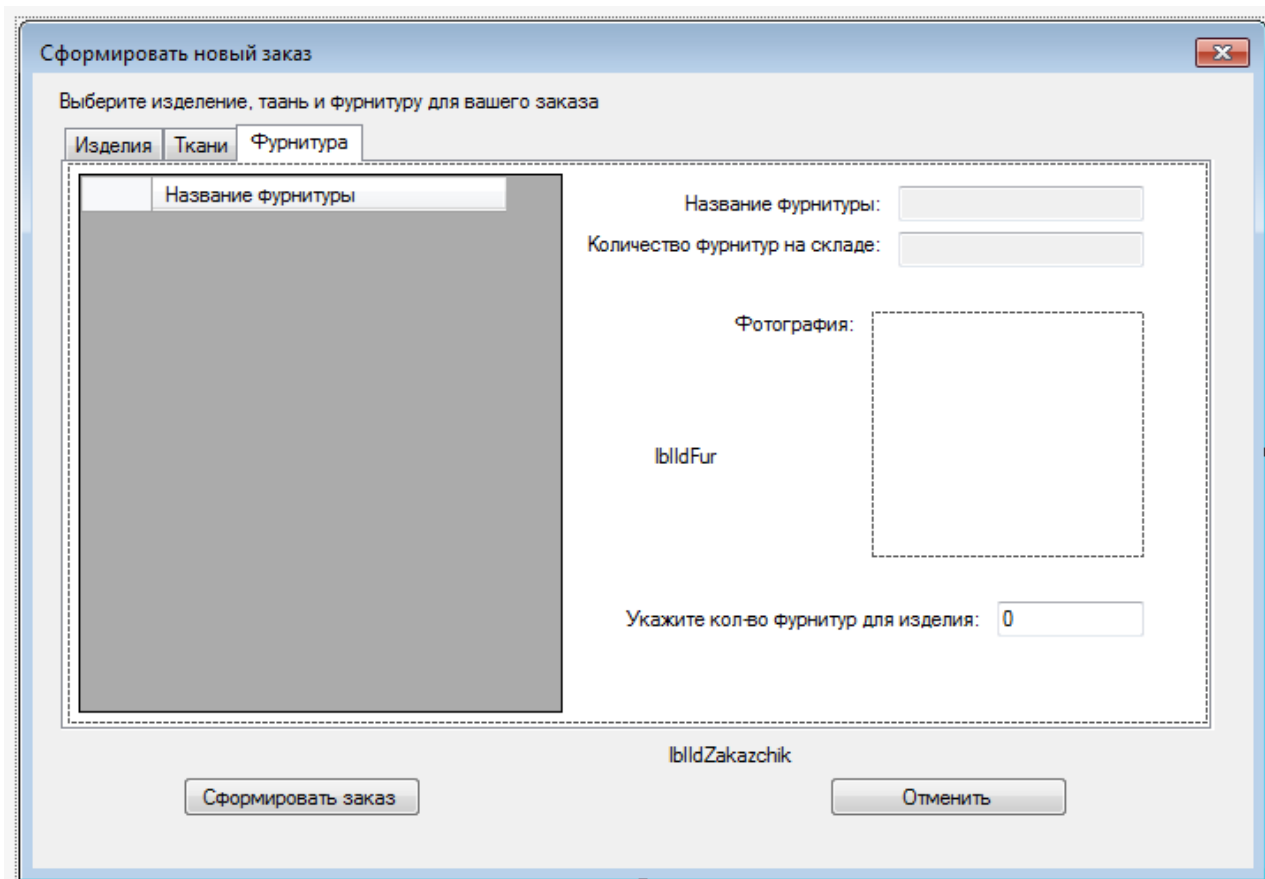 Сформировать новый заказ
Выберите изделение, таань и фурнитуру для вашего заказа
Изделия Ткани Фурнитура
Название фурнитуры
Название фурнитуры:
Количество фурнитур на складе:
Фотография:
lblIdFur
Укажите кол-во фурнитур для изделия: 0
lblIdZakazchik
Сформировать заказ Отменить